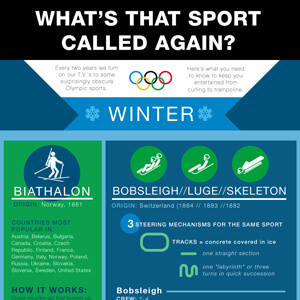 WHAT'S THAT SPORT
CALLED AGAIN?
Every two years we turn
on our T.V.'s to some
surprisingly obscure
Olympic sports.
Here's what you
need to know to keep you
entertained from
curling to trampoline.
WINTER
BIATHALON
ORIGIN: Norway, 1861
COUNTRIES MOST
POPULAR IN:
Austria, Belarus, Bulgaria,
Canada, Croatia, Czech
Republic, Finland, France,
Germany, Italy, Norway, Poland,
Russia, Ukraine, Slovakia,
Slovenia, Sweden, United States
HOW IT WORKS:
BOBSLEIGH//LUGE//SKELETON
ORIGIN: Switzerland (1884 // 1883 //1882
3 STEERING MECHANISMS FOR THE SAME SPORT
TRACKS = concrete covered in ice
one straight section
one "labyrinth" or three
turns in quick succession
Bobsleigh
CREW: 2-4